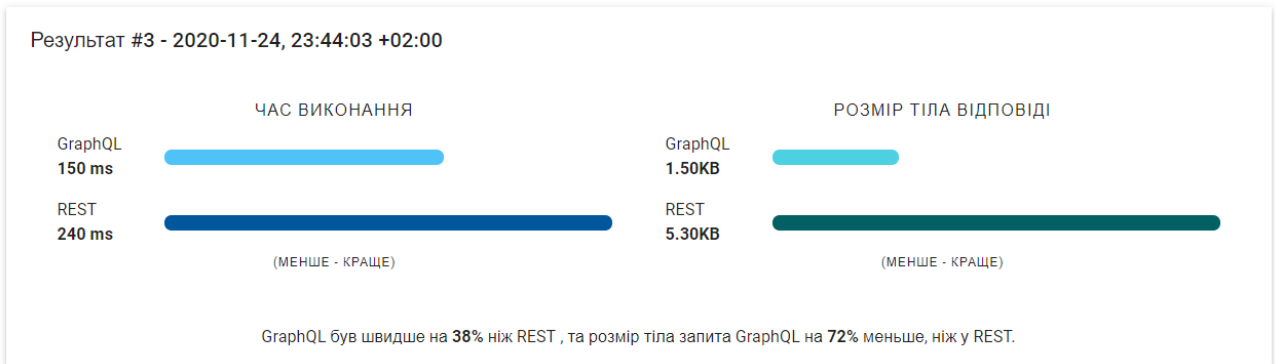 Результат #3 - 2020-11-24, 23:44:03 +02:00
ЧАС ВИКОНАННЯ
GraphQL
150 ms
REST
240 ms
(МЕНШЕ - КРАЩЕ)
РОЗМІР ТІЛА ВІДПОВІДІ
GraphQL
1.50KB
REST
5.30KB
(МЕНШЕ - КРАЩЕ)
GraphQL був швидше на 38% ніж REST , та розмір тіла запита GraphQL на 72% меньше, ніж у REST.